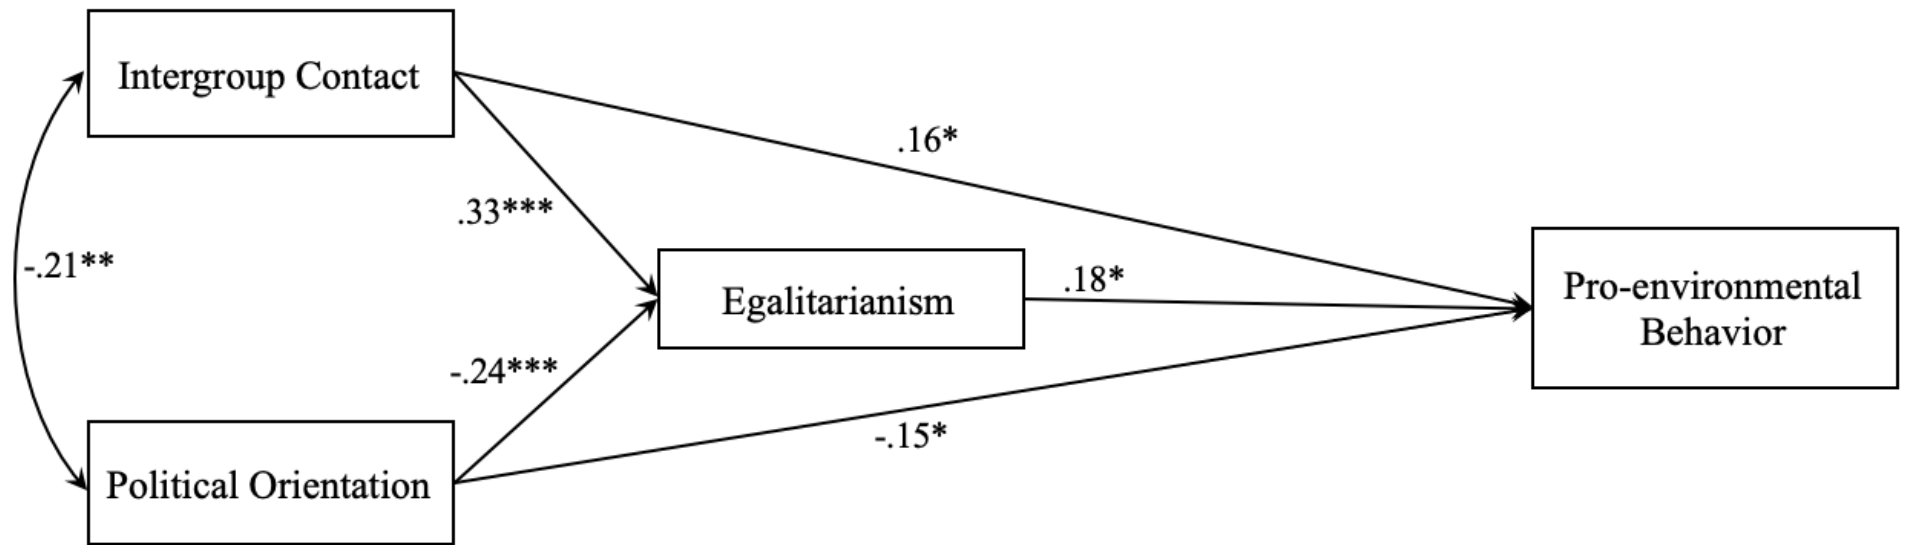 Intergroup Contact
.16*
.33***
-.21**
.18*
Egalitarianism
Pro-environmental
Behavior
-.24***
-.15*
Political Orientation